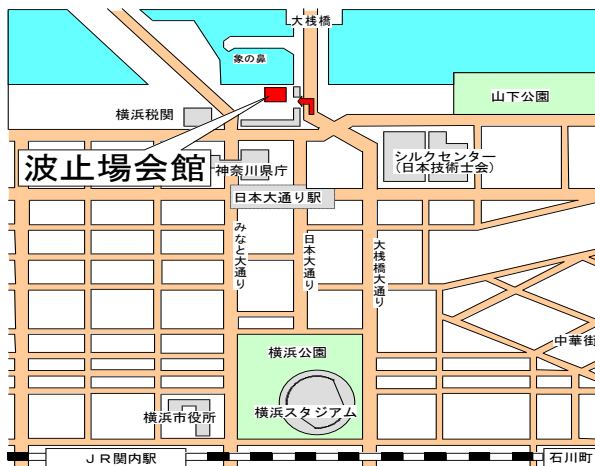 大桟橋
象の鼻
山下公園
横浜税関
波止場会館
神奈川県庁
シルクセンター
(日本技術士会)
日本大通り駅
みなと大通り
日本大通り
大桟橋大通り
中華街
横浜公園
横浜スタジアム
横浜市役所
JR関内駅
石川町